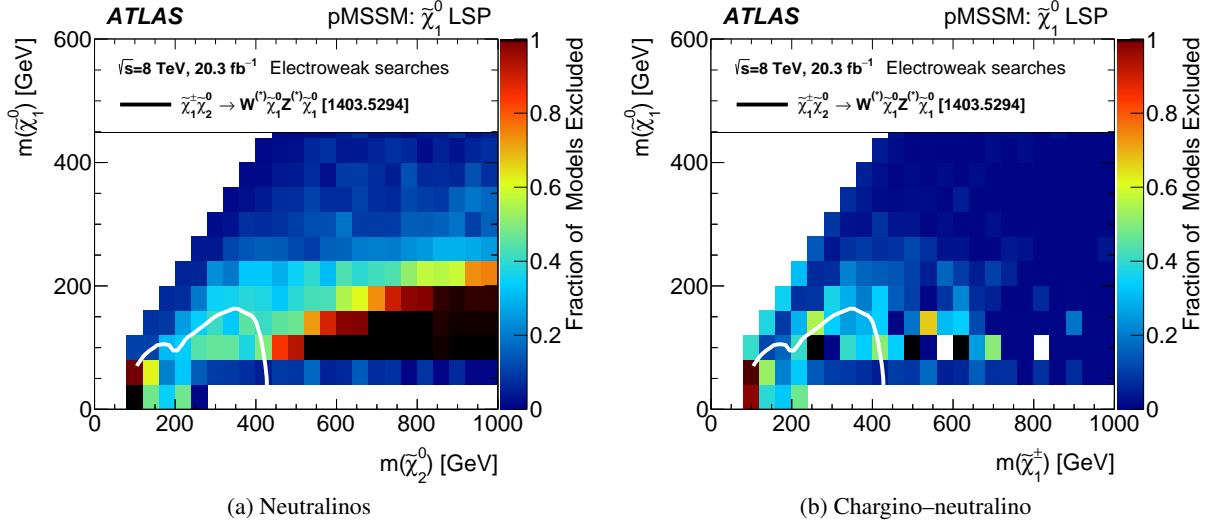 ATLAS pMSSM: χ̃₁⁰ LSP
√s=8 TeV, 20.3 fb⁻¹ Electroweak searches
χ̃₁±χ̃₂⁰ → W⁽*⁾χ̃₁⁰Z⁽*⁾χ̃₁⁰ [1403.5294]
m(χ̃₁⁰) [GeV]
600
400
200
0
0 200 400 600 800 1000
m(χ̃₂⁰) [GeV]
1
0.8
0.6
0.4
0.2
0
Fraction of Models Excluded
(a) Neutralinos
ATLAS pMSSM: χ̃₁⁰ LSP
√s=8 TeV, 20.3 fb⁻¹ Electroweak searches
χ̃₁±χ̃₂⁰ → W⁽*⁾χ̃₁⁰Z⁽*⁾χ̃₁⁰ [1403.5294]
m(χ̃₁⁰) [GeV]
600
400
200
0
0 200 400 600 800 1000
m(χ̃₁±) [GeV]
1
0.8
0.6
0.4
0.2
0
Fraction of Models Excluded
(b) Chargino–neutralino